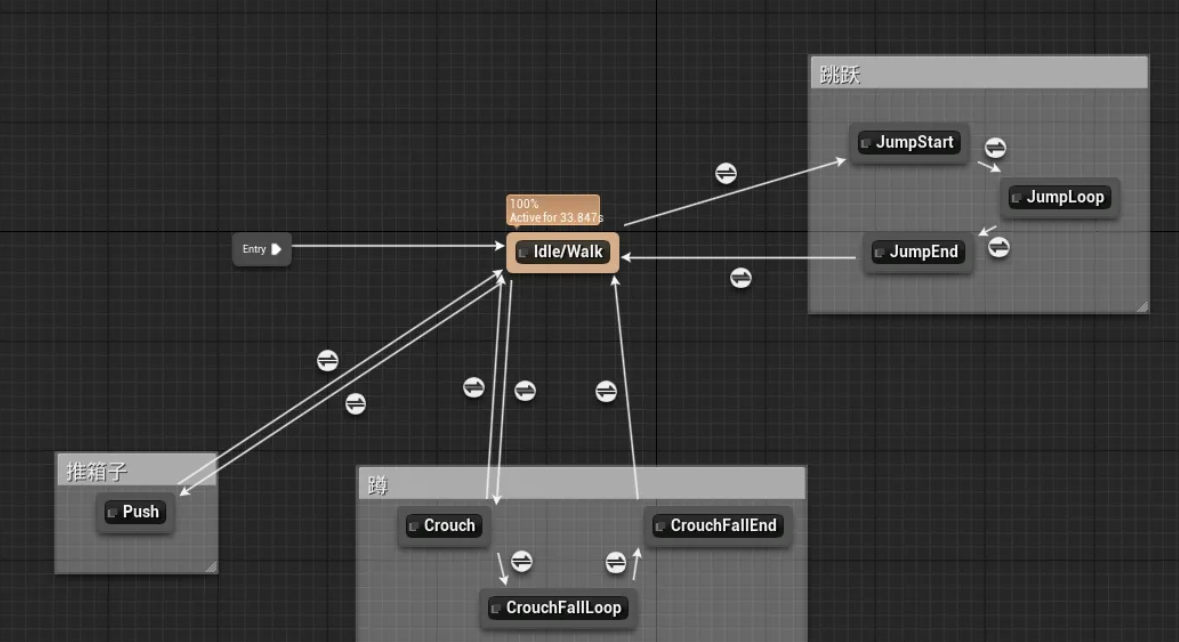 跳跃
JumpStart
JumpLoop
JumpEnd
100%
Active for 33.847s
Idle/Walk
Entry
推箱子
Push
蹲
Crouch
CrouchFallEnd
CrouchFallLoop